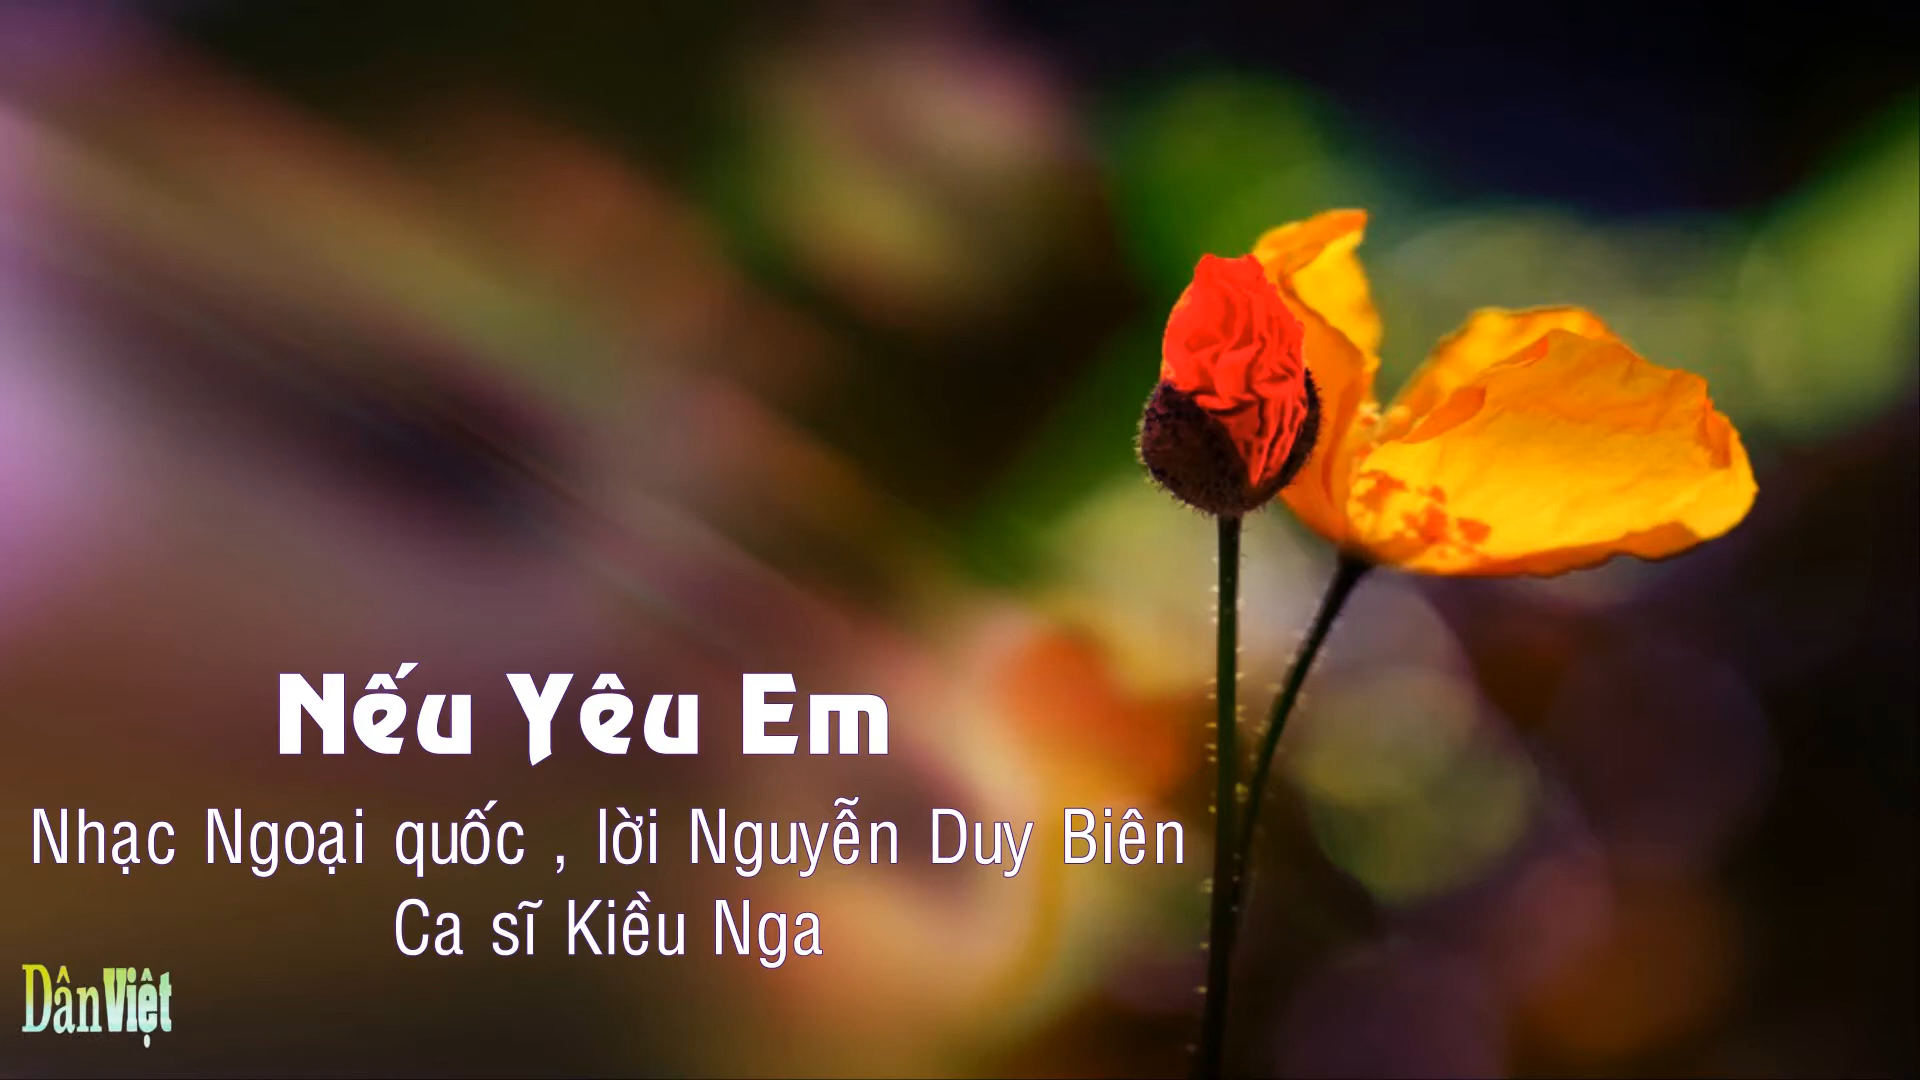 Nếu Yêu Em
Nhạc Ngoại quốc , lời Nguyễn Duy Biên
Ca sĩ Kiều Nga
DânViệt